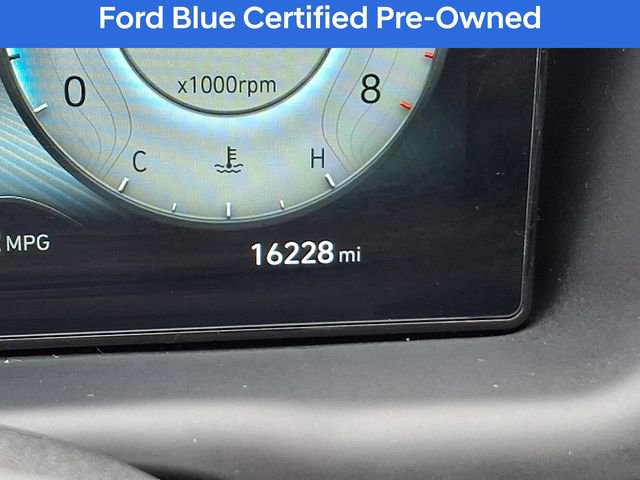 Ford Blue Certified Pre-Owned
0
x1000rpm
8
C
H
MPG
16228 mi